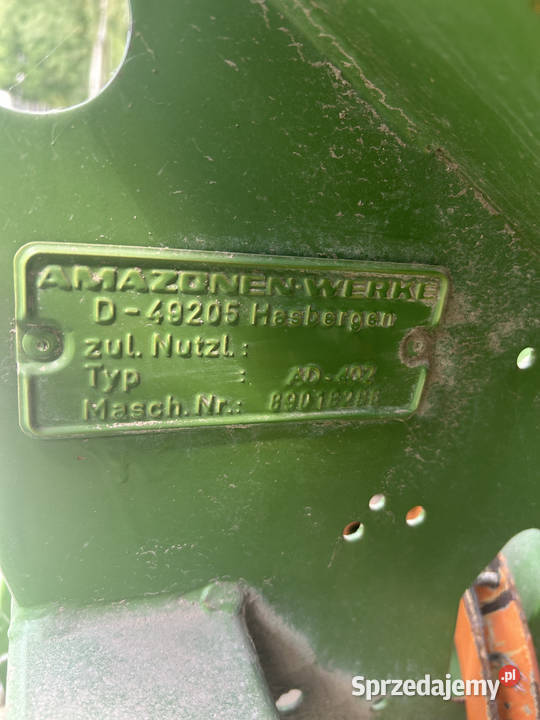 AMAZONEN-WERKE
D-49205 Hasbergen
zul. Nutzl.:
Typ :
Masch. Nr.:
Sprzedajemy.pl